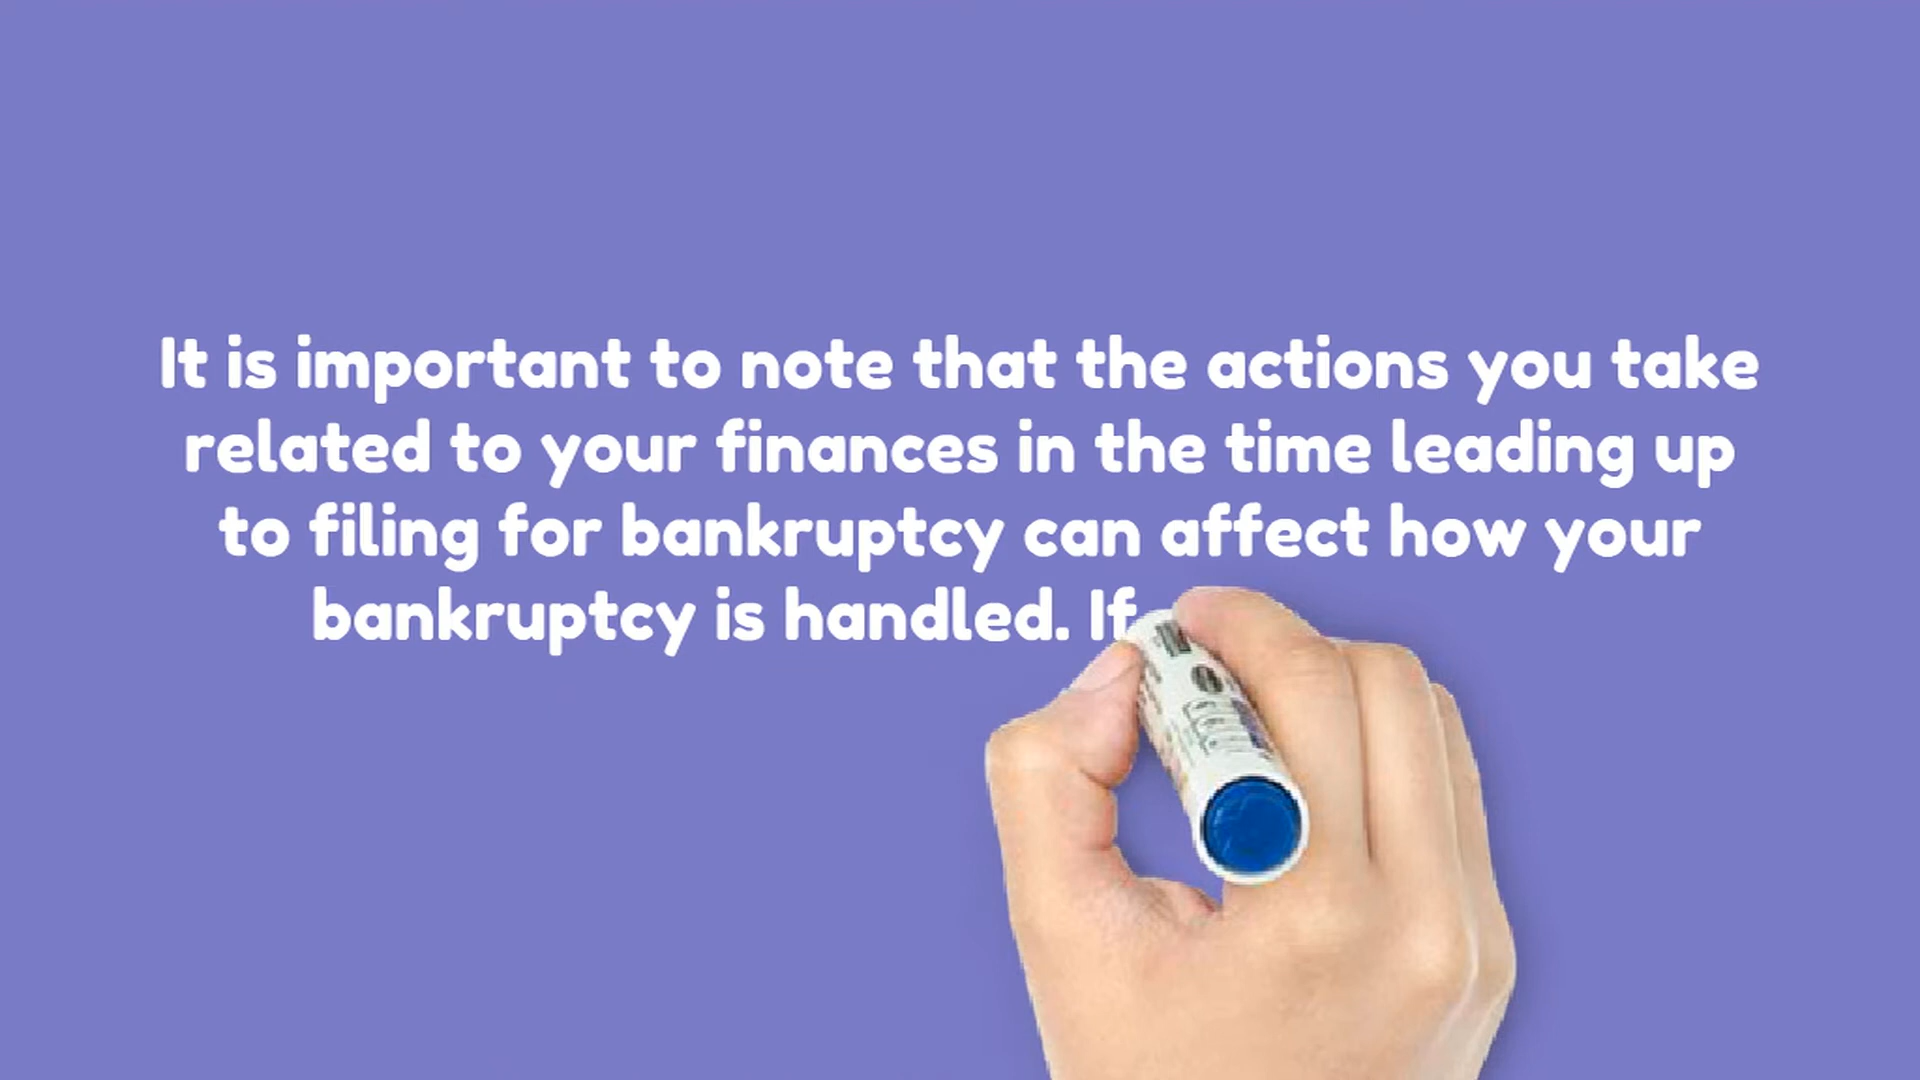 It is important to note that the actions you take
related to your finances in the time leading up
to filing for bankruptcy can affect how your
bankruptcy is handled. If